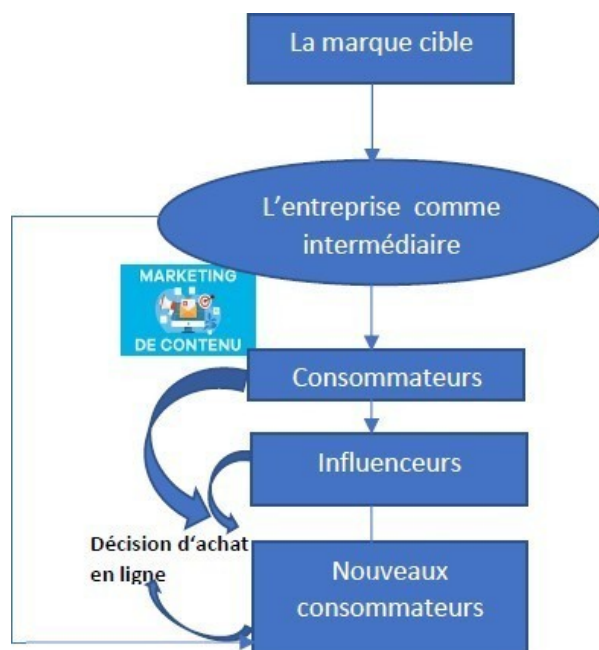 La marque cible
L'entreprise comme
intermédiaire
MARKETING
DE CONTENU
Consommateurs
Influenceurs
Décision d'achat
en ligne
Nouveaux
consommateurs